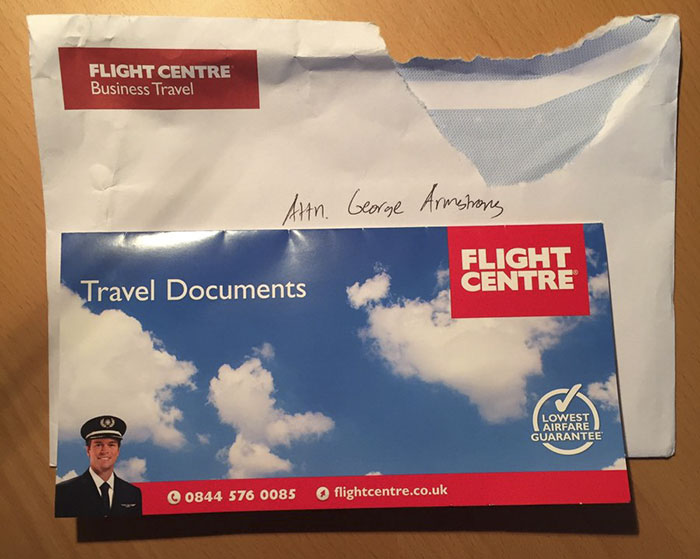 FLIGHT CENTRE®
Business Travel
Attn. George Armstrong
Travel Documents
FLIGHT
CENTRE®
LOWEST
AIRFARE
GUARANTEE
0844 576 0085 flightcentre.co.uk